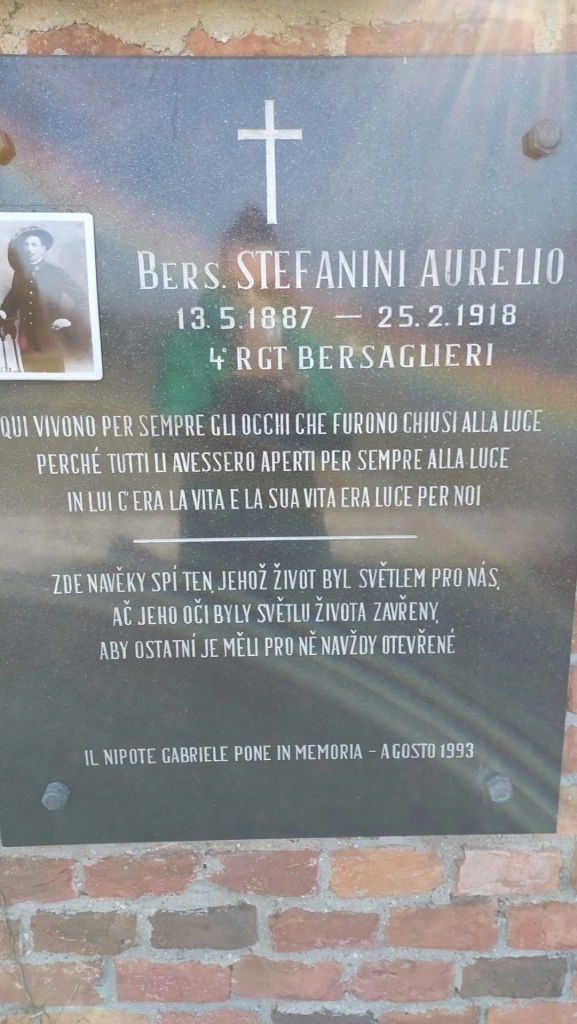 BERS. STEFANINI AURELIO
13.5.1887 — 25.2.1918
4° RGT BERSAGLIERI
QUI VIVONO PER SEMPRE GLI OCCHI CHE FURONO CHIUSI ALLA LUCE
PERCHÉ TUTTI LI AVESSERO APERTI PER SEMPRE ALLA LUCE
IN LUI C'ERA LA VITA E LA SUA VITA ERA LUCE PER NOI
ZDE NAVĚKY SPÍ TEN, JEHOŽ ŽIVOT BYL SVĚTLEM PRO NÁS,
AČ JEHO OČI BYLY SVĚTLU ŽIVOTA ZAVŘENY,
ABY OSTATNÍ JE MĚLI PRO NĚ NAVŽDY OTEVŘENÉ
IL NIPOTE GABRIELE PONE IN MEMORIA – AGOSTO 1993